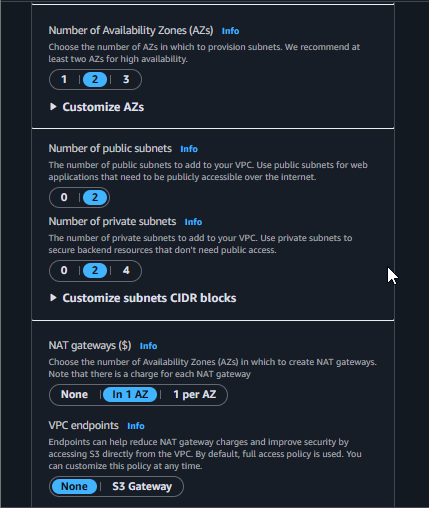 Number of Availability Zones (AZs) Info
Choose the number of AZs in which to provision subnets. We recommend at
least two AZs for high availability.
1 2 3
Customize AZs
Number of public subnets Info
The number of public subnets to add to your VPC. Use public subnets for web
applications that need to be publicly accessible over the internet.
0 2
Number of private subnets Info
The number of private subnets to add to your VPC. Use private subnets to
secure backend resources that don't need public access.
0 2 4
Customize subnets CIDR blocks
NAT gateways ($) Info
Choose the number of Availability Zones (AZs) in which to create NAT gateways.
Note that there is a charge for each NAT gateway
None In 1 AZ 1 per AZ
VPC endpoints Info
Endpoints can help reduce NAT gateway charges and improve security by
accessing S3 directly from the VPC. By default, full access policy is used. You
can customize this policy at any time.
None S3 Gateway